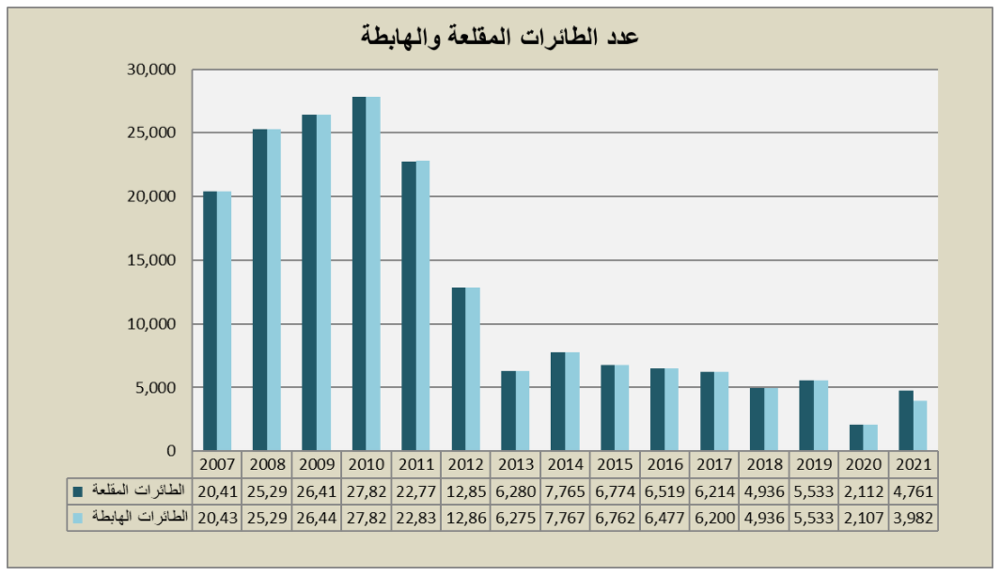 عدد الطائرات المقلعة والهابطة
30,000
25,000
20,000
15,000
10,000
5,000
0
2007 2008 2009 2010 2011 2012 2013 2014 2015 2016 2017 2018 2019 2020 2021
الطائرات المقلعة 20,41 25,29 26,41 27,82 22,77 12,85 6,280 7,765 6,774 6,519 6,214 4,936 5,533 2,112 4,761
الطائرات الهابطة 20,43 25,29 26,44 27,82 22,83 12,86 6,275 7,767 6,762 6,477 6,200 4,936 5,533 2,107 3,982